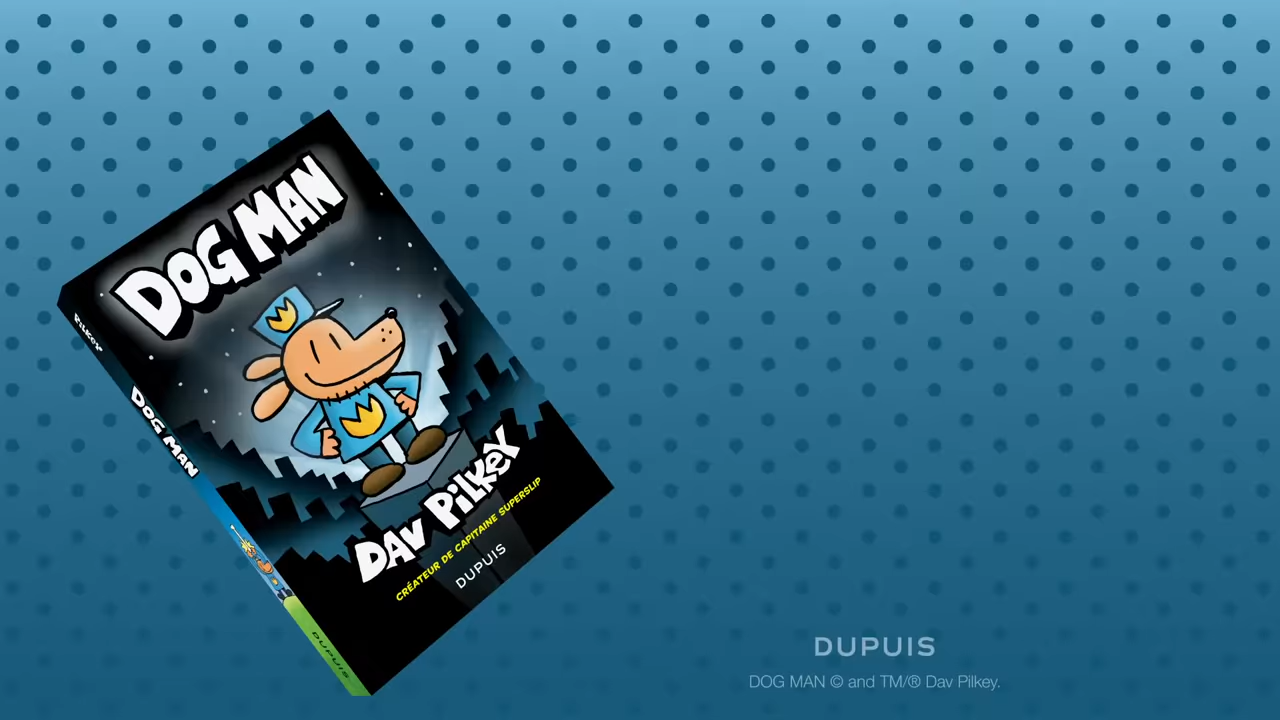 DOG MAN
DAV PILKEY
CRÉATEUR DE CAPITAINE SUPERSLIP
DUPUIS
PILKEY
DOG MAN
DUPUIS
DUPUIS
DOG MAN © and TM/® Dav Pilkey.